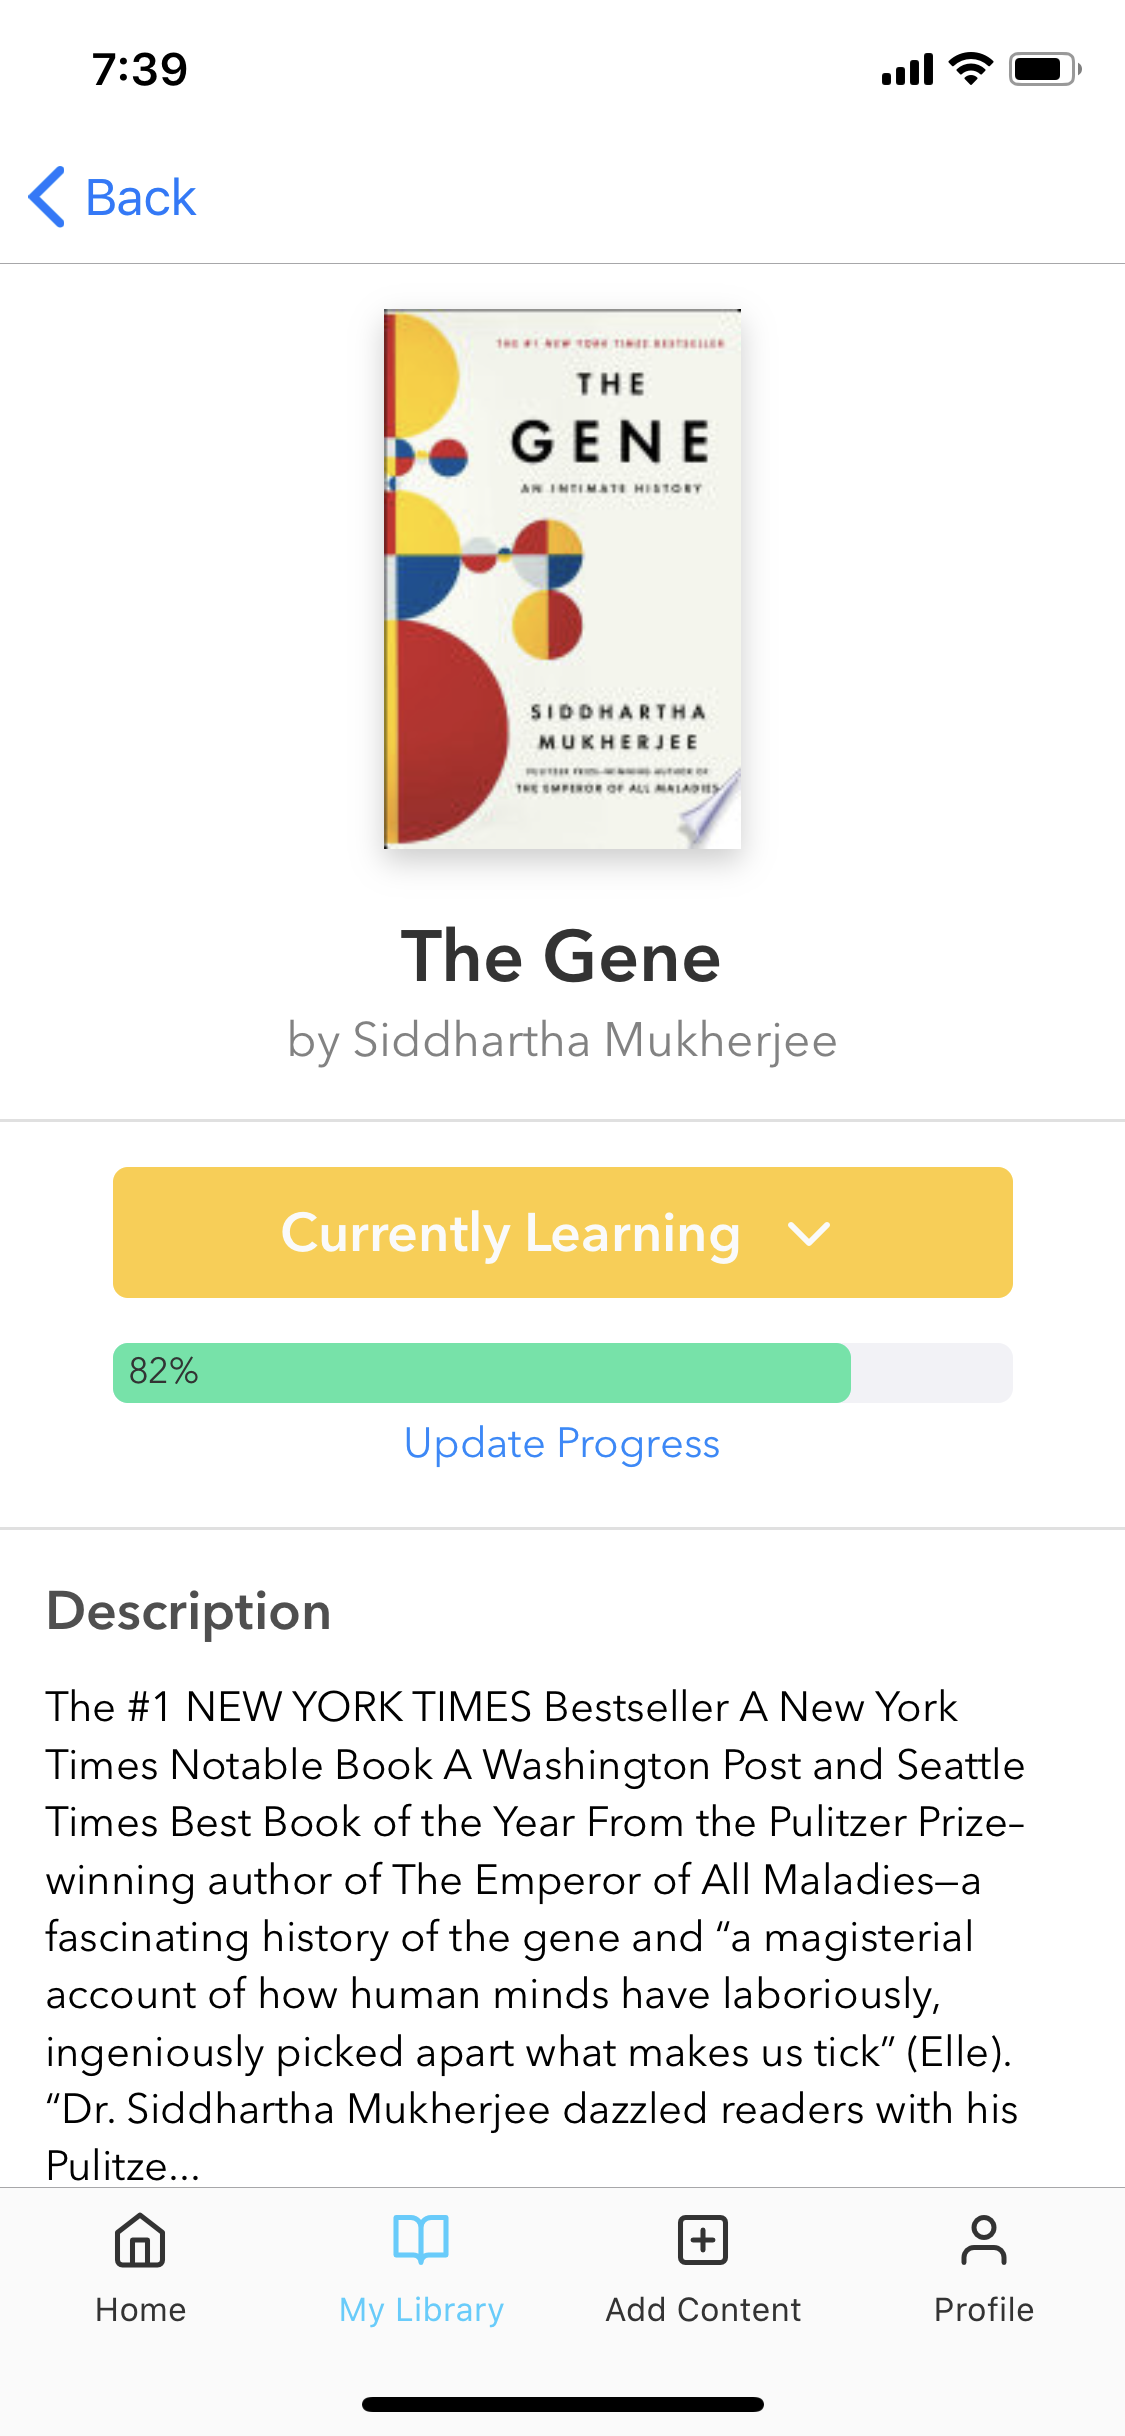 7:39
Back
THE #1 NEW YORK TIMES BESTSELLER
THE
GENE
AN INTIMATE HISTORY
SIDDHARTHA
MUKHERJEE
PULITZER PRIZE–WINNING AUTHOR OF
THE EMPEROR OF ALL MALADIES
The Gene
by Siddhartha Mukherjee
Currently Learning
82%
Update Progress
Description
The #1 NEW YORK TIMES Bestseller A New York
Times Notable Book A Washington Post and Seattle
Times Best Book of the Year From the Pulitzer Prize–
winning author of The Emperor of All Maladies—a
fascinating history of the gene and “a magisterial
account of how human minds have laboriously,
ingeniously picked apart what makes us tick” (Elle).
“Dr. Siddhartha Mukherjee dazzled readers with his
Pulitze...
Home
My Library
Add Content
Profile